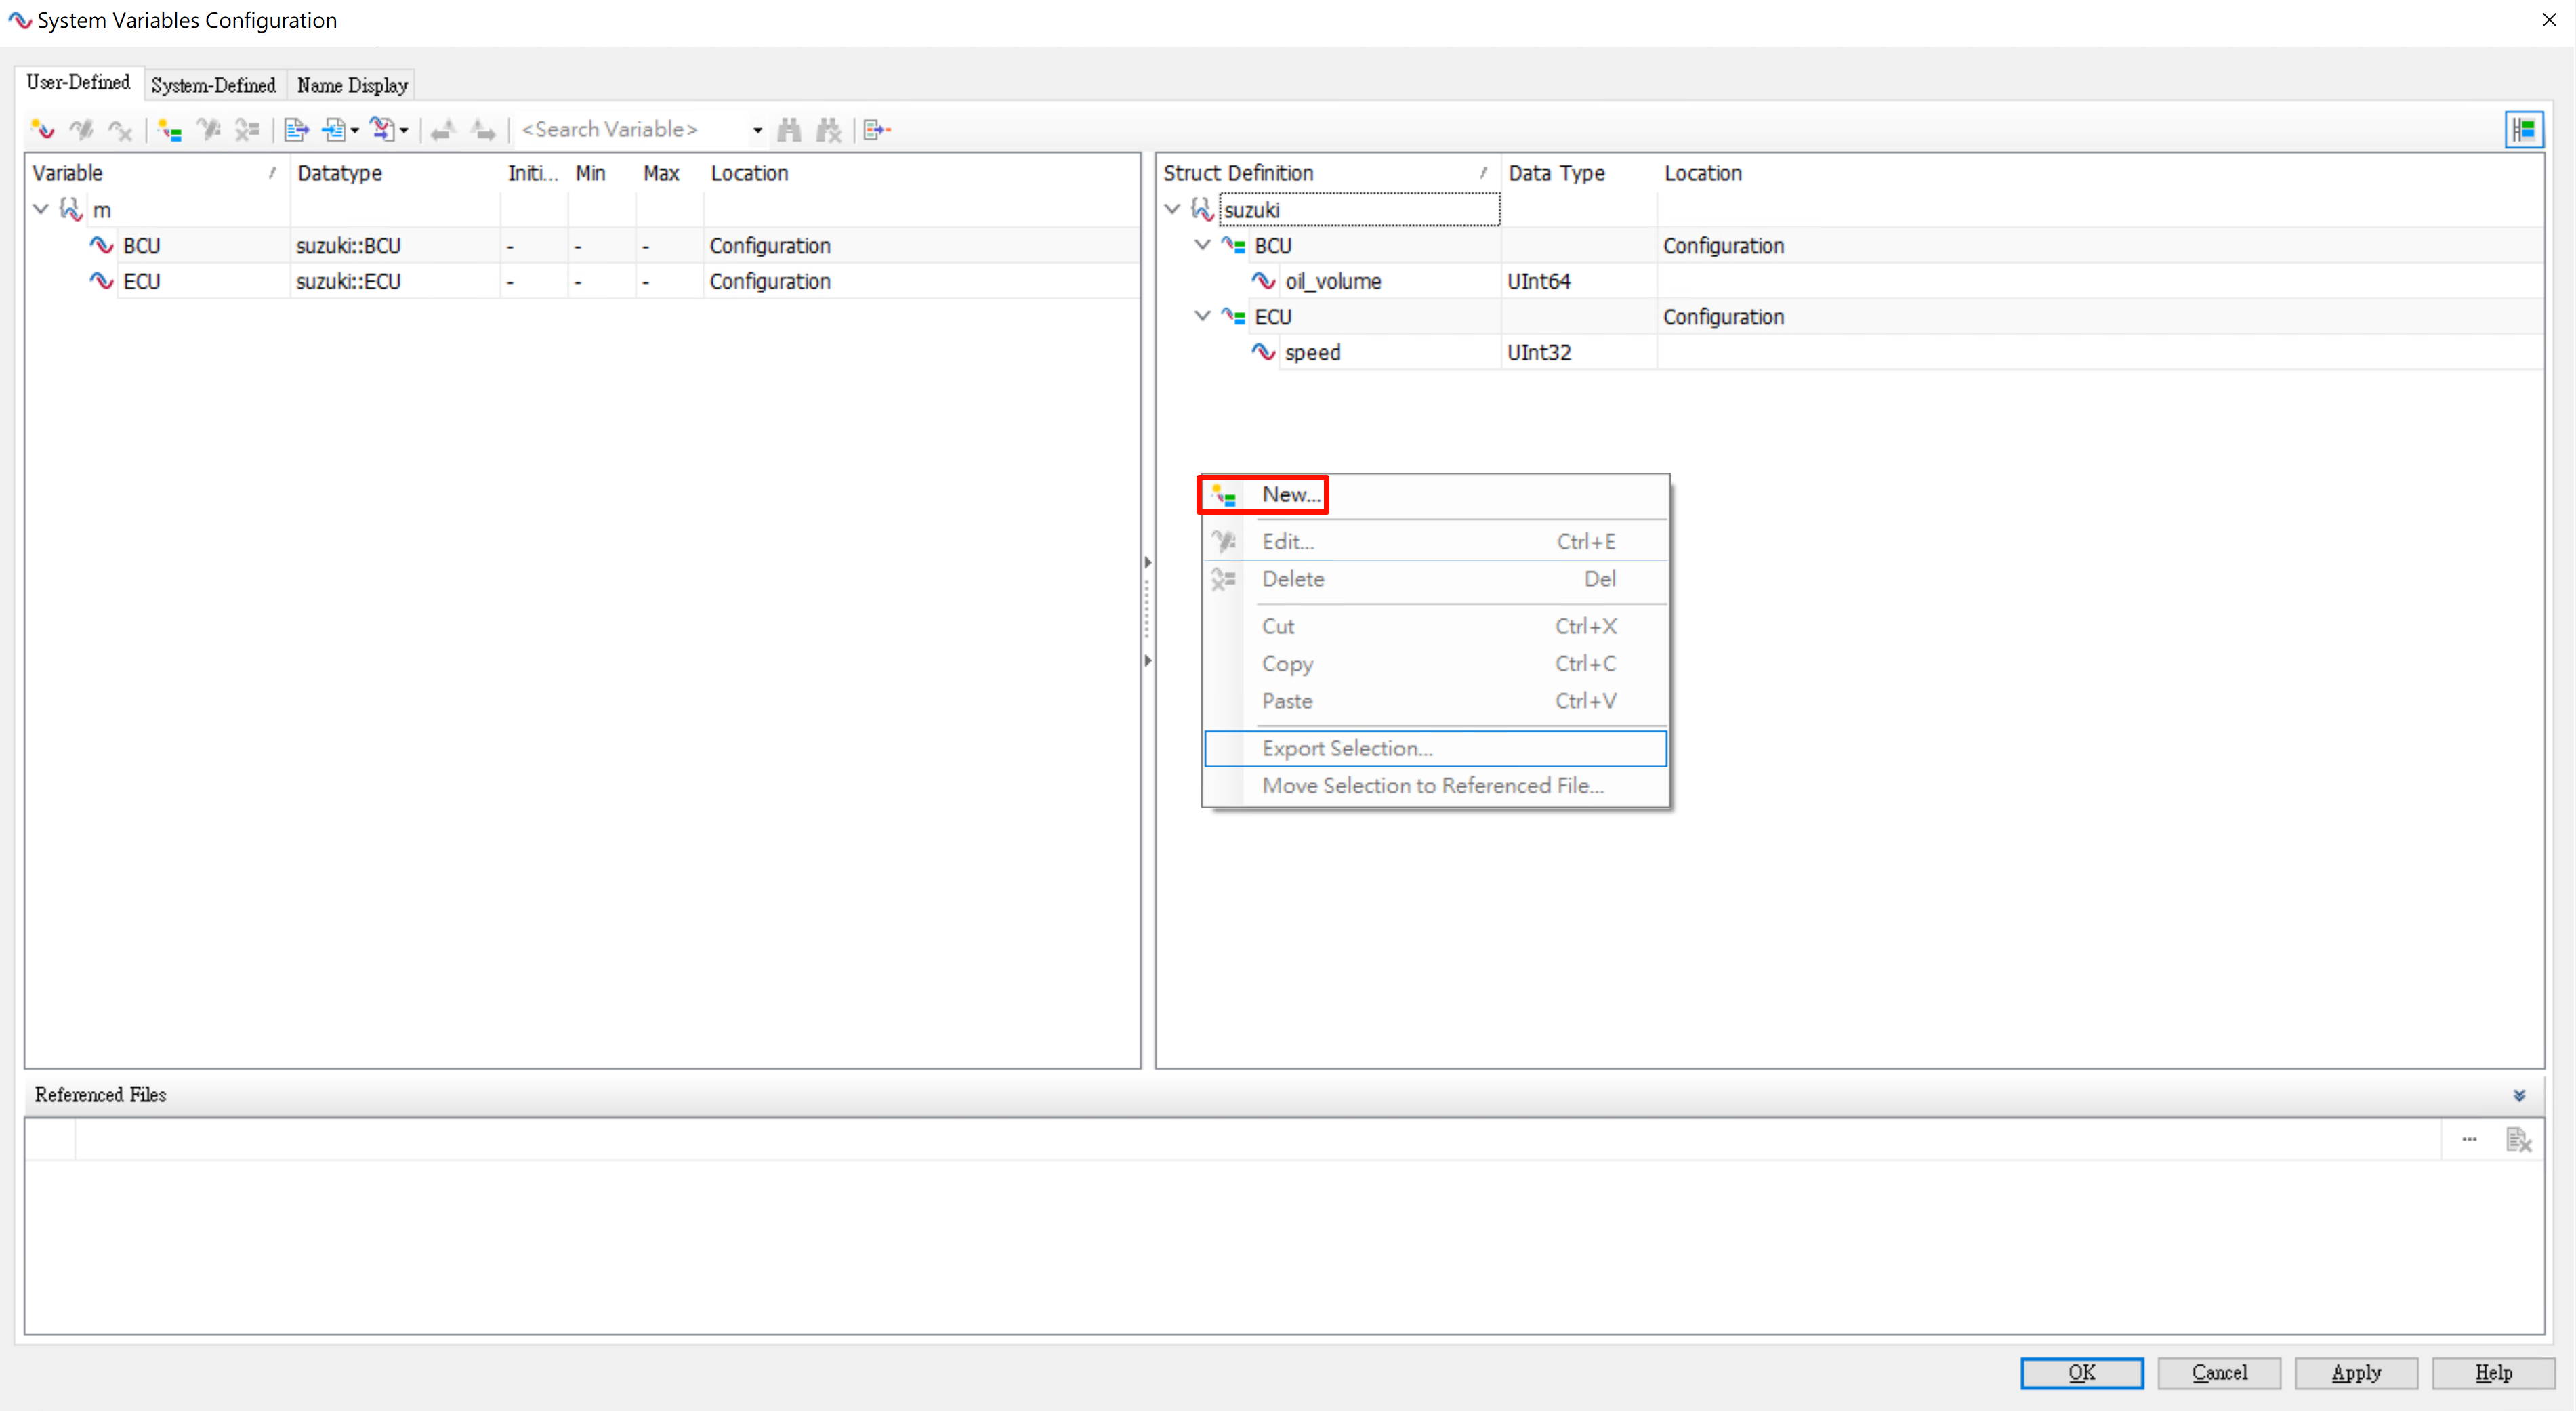 System Variables Configuration
User-Defined System-Defined Name Display
<Search Variable>
Variable Datatype Initi... Min Max Location
m
BCU suzuki::BCU - - - Configuration
ECU suzuki::ECU - - - Configuration
Struct Definition Data Type Location
suzuki
BCU Configuration
oil_volume UInt64
ECU Configuration
speed UInt32
New...
Edit... Ctrl+E
Delete Del
Cut Ctrl+X
Copy Ctrl+C
Paste Ctrl+V
Export Selection...
Move Selection to Referenced File...
Referenced Files
...
OK Cancel Apply Help